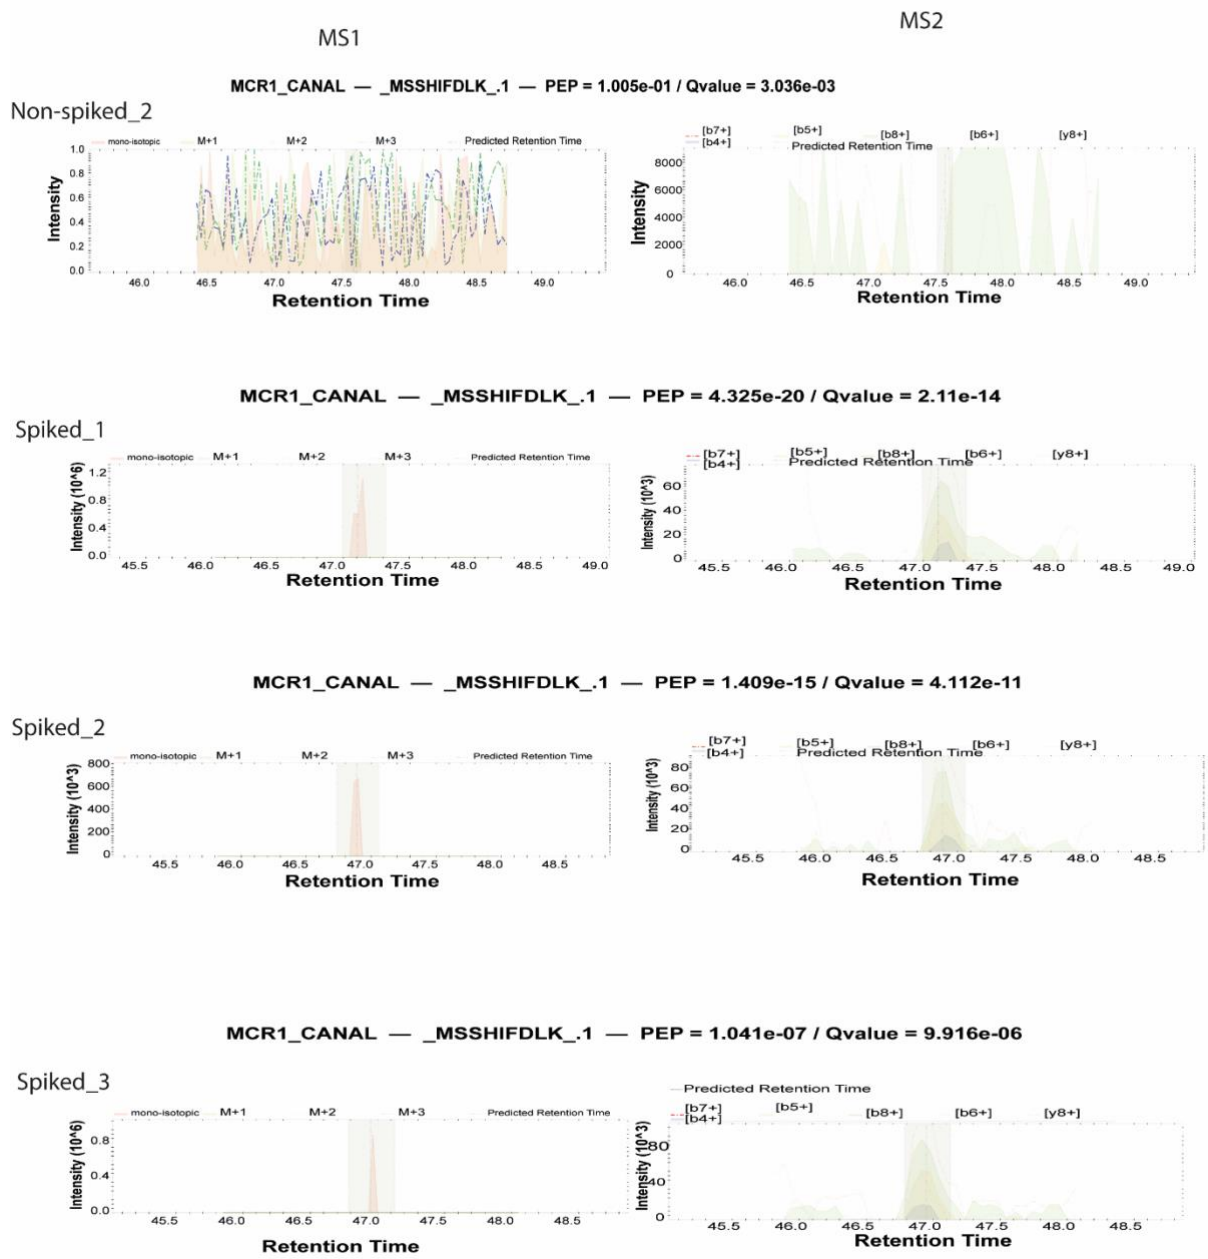 MS1 MS2
MCR1_CANAL — _MSSHIFDLK_.1 — PEP = 1.005e-01 / Qvalue = 3.036e-03
Non-spiked_2
mono-isotopic M+1 M+2 M+3 Predicted Retention Time
[b7+] [b5+] [b8+] [b6+] [y8+]
[b4+] Predicted Retention Time
Intensity
1.0
0.8
0.6
0.4
0.2
0.0
46.0 46.5 47.0 47.5 48.0 48.5 49.0
Retention Time
Intensity
8000
6000
4000
2000
0
46.0 46.5 47.0 47.5 48.0 48.5 49.0
Retention Time
MCR1_CANAL — _MSSHIFDLK_.1 — PEP = 4.325e-20 / Qvalue = 2.11e-14
Spiked_1
mono-isotopic M+1 M+2 M+3 Predicted Retention Time
[b7+] [b5+] [b8+] [b6+] [y8+]
[b4+] Predicted Retention Time
Intensity (10^6)
1.2
0.8
0.4
0.0
45.5 46.0 46.5 47.0 47.5 48.0 48.5 49.0
Retention Time
Intensity (10^3)
60
40
20
0
45.5 46.0 46.5 47.0 47.5 48.0 48.5 49.0
Retention Time
MCR1_CANAL — _MSSHIFDLK_.1 — PEP = 1.409e-15 / Qvalue = 4.112e-11
Spiked_2
mono-isotopic M+1 M+2 M+3 Predicted Retention Time
[b7+] [b5+] [b8+] [b6+] [y8+]
[b4+] Predicted Retention Time
Intensity (10^3)
800
600
400
200
0
45.5 46.0 46.5 47.0 47.5 48.0 48.5
Retention Time
Intensity (10^3)
80
60
40
20
0
45.5 46.0 46.5 47.0 47.5 48.0 48.5
Retention Time
MCR1_CANAL — _MSSHIFDLK_.1 — PEP = 1.041e-07 / Qvalue = 9.916e-06
Spiked_3
mono-isotopic M+1 M+2 M+3 Predicted Retention Time
Predicted Retention Time
[b7+] [b5+] [b8+] [b6+] [y8+]
[b4+]
Intensity (10^6)
0.8
0.4
0.0
45.5 46.0 46.5 47.0 47.5 48.0 48.5
Retention Time
Intensity (10^3)
80
40
0
45.5 46.0 46.5 47.0 47.5 48.0 48.5
Retention Time